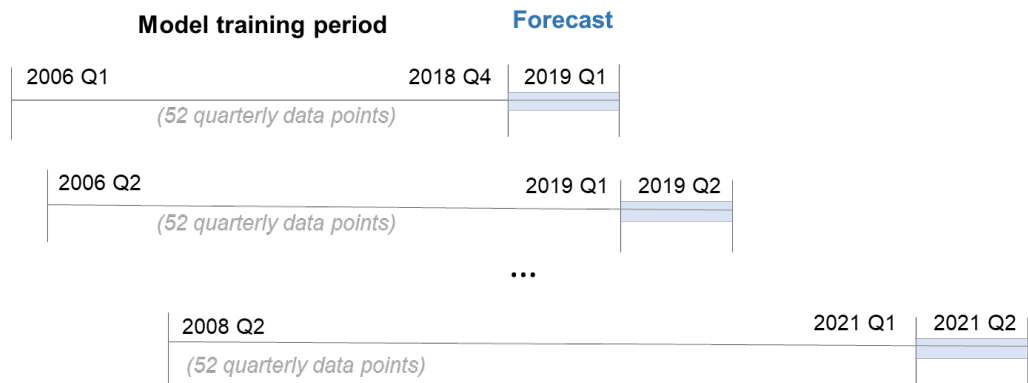 Model training period
Forecast
2006 Q1
2018 Q4
2019 Q1
(52 quarterly data points)
2006 Q2
2019 Q1
2019 Q2
(52 quarterly data points)
...
2008 Q2
2021 Q1
2021 Q2
(52 quarterly data points)